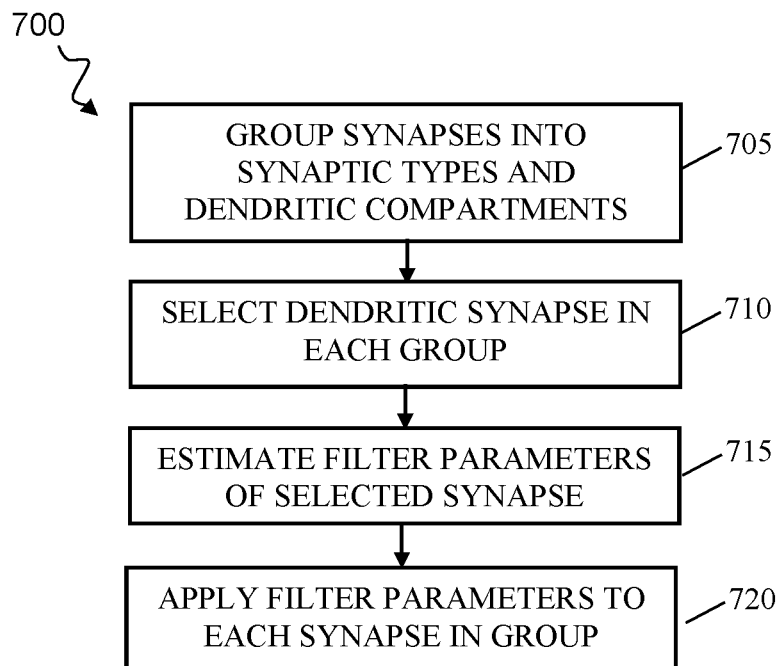 700
GROUP SYNAPSES INTO
SYNAPTIC TYPES AND
DENDRITIC COMPARTMENTS
705
SELECT DENDRITIC SYNAPSE IN
EACH GROUP
710
ESTIMATE FILTER PARAMETERS
OF SELECTED SYNAPSE
715
APPLY FILTER PARAMETERS TO
EACH SYNAPSE IN GROUP
720